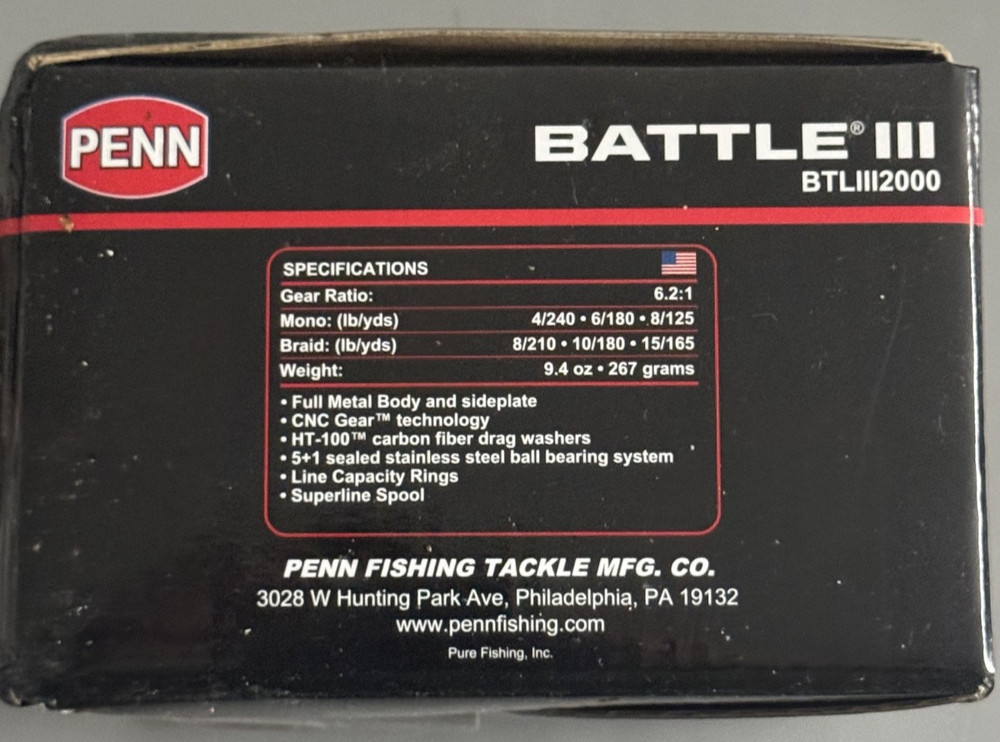 PENN
BATTLE® III
BTLIII2000
SPECIFICATIONS
Gear Ratio: 6.2:1
Mono: (lb/yds) 4/240 • 6/180 • 8/125
Braid: (lb/yds) 8/210 • 10/180 • 15/165
Weight: 9.4 oz • 267 grams
• Full Metal Body and sideplate
• CNC Gear™ technology
• HT-100™ carbon fiber drag washers
• 5+1 sealed stainless steel ball bearing system
• Line Capacity Rings
• Superline Spool
PENN FISHING TACKLE MFG. CO.
3028 W Hunting Park Ave, Philadelphia, PA 19132
www.pennfishing.com
Pure Fishing, Inc.